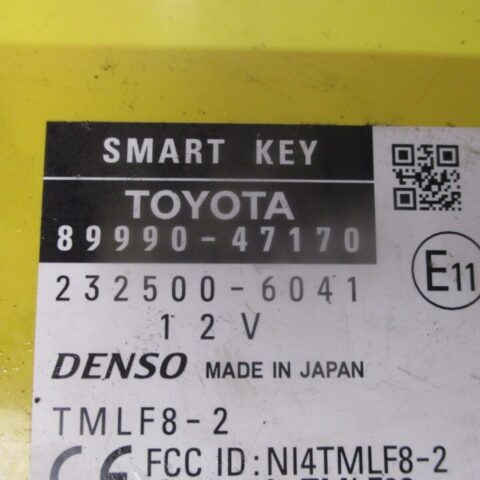 SMART KEY
TOYOTA
89990-47170
E11
232500-6041
12V
DENSO MADE IN JAPAN
TMLF8-2
CE FCC ID: NI4TMLF8-2